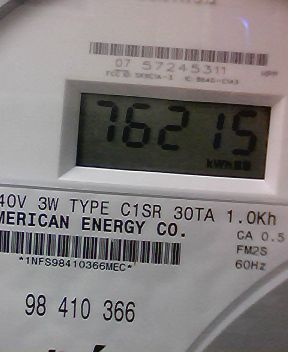 07 57245311
76215
kWh
40V 3W TYPE C1SR 30TA 1.0Kh
MERICAN ENERGY CO.
CA 0.5
*1NFS98410366MEC*
FM2S
60Hz
98 410 366